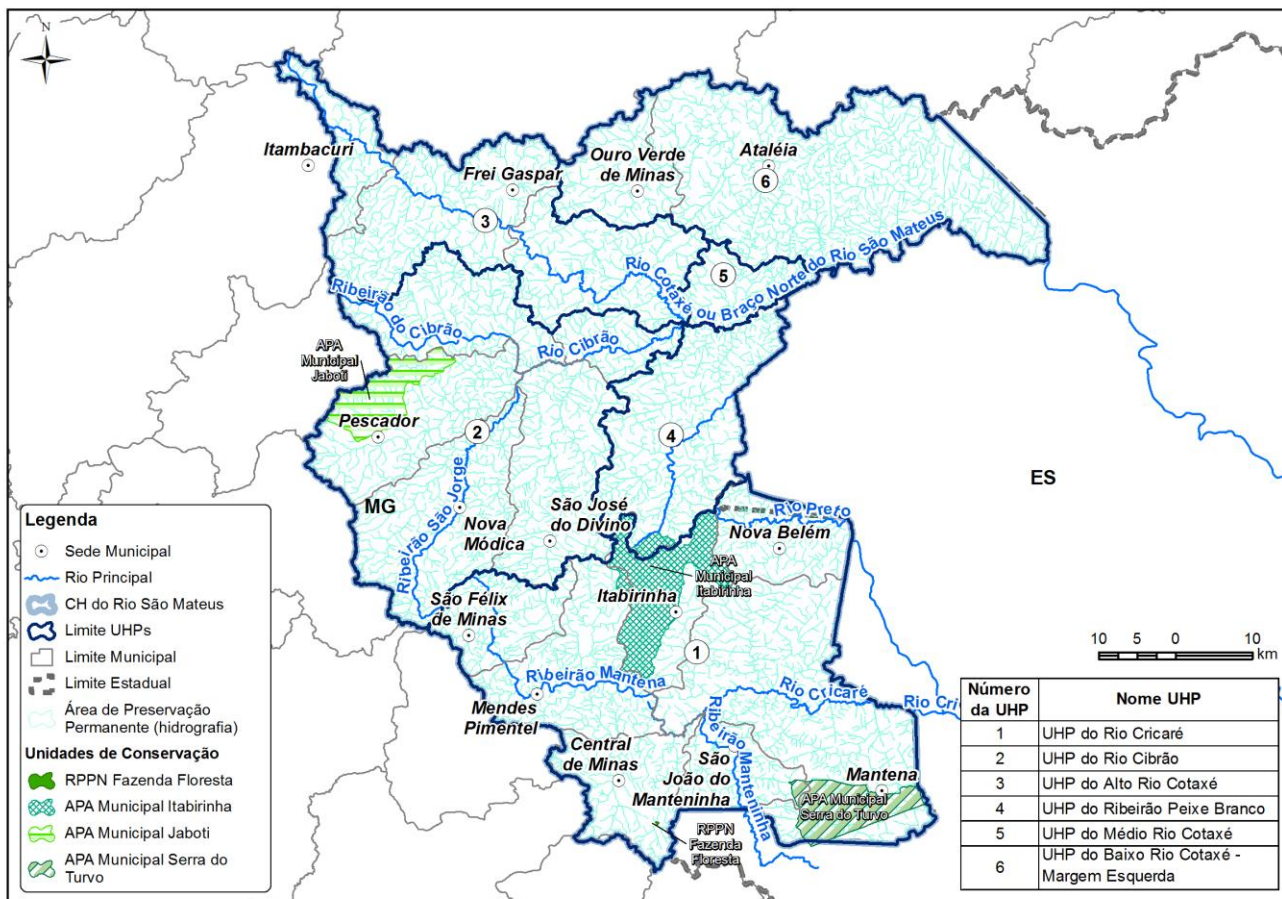 N
Itambacuri
Frei Gaspar
Ouro Verde
de Minas
Ataléia
6
3
5
Rio Cotaxé ou Braço Norte do Rio São Mateus
Ribeirão do Cibrão
Rio Cibrão
APA
Municipal
Jaboti
Pescador
2
4
ES
MG
Ribeirão São Jorge
Nova
Módica
São José
do Divino
Rio Preto
Nova Belém
APA
Municipal
Itabirinha
Itabirinha
São Félix
de Minas
1
Ribeirão Mantena
Rio Cricaré
Rio Cri
Mendes
Pimentel
Ribeirão Manteninha
Central
de Minas
São
João do
Manteninha
Mantena
APA Municipal
Serra do Turvo
RPPN
Fazenda
Floresta
10 5 0 10
km
Legenda
Sede Municipal
Rio Principal
CH do Rio São Mateus
Limite UHPs
Limite Municipal
Limite Estadual
Área de Preservação
Permanente (hidrografia)
Unidades de Conservação
RPPN Fazenda Floresta
APA Municipal Itabirinha
APA Municipal Jaboti
APA Municipal Serra do
Turvo
Número
da UHP
Nome UHP
1 UHP do Rio Cricaré
2 UHP do Rio Cibrão
3 UHP do Alto Rio Cotaxé
4 UHP do Ribeirão Peixe Branco
5 UHP do Médio Rio Cotaxé
6 UHP do Baixo Rio Cotaxé -
Margem Esquerda